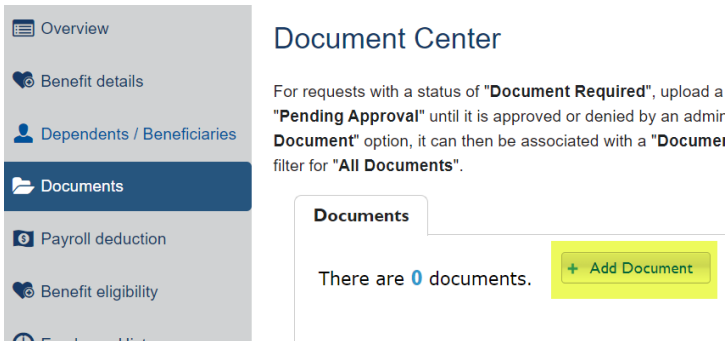 Overview
Benefit details
Dependents / Beneficiaries
Documents
Payroll deduction
Benefit eligibility
Document Center
For requests with a status of "Document Required", upload a
"Pending Approval" until it is approved or denied by an admin
Document" option, it can then be associated with a "Documen
filter for "All Documents".
Documents
There are 0 documents.
+ Add Document